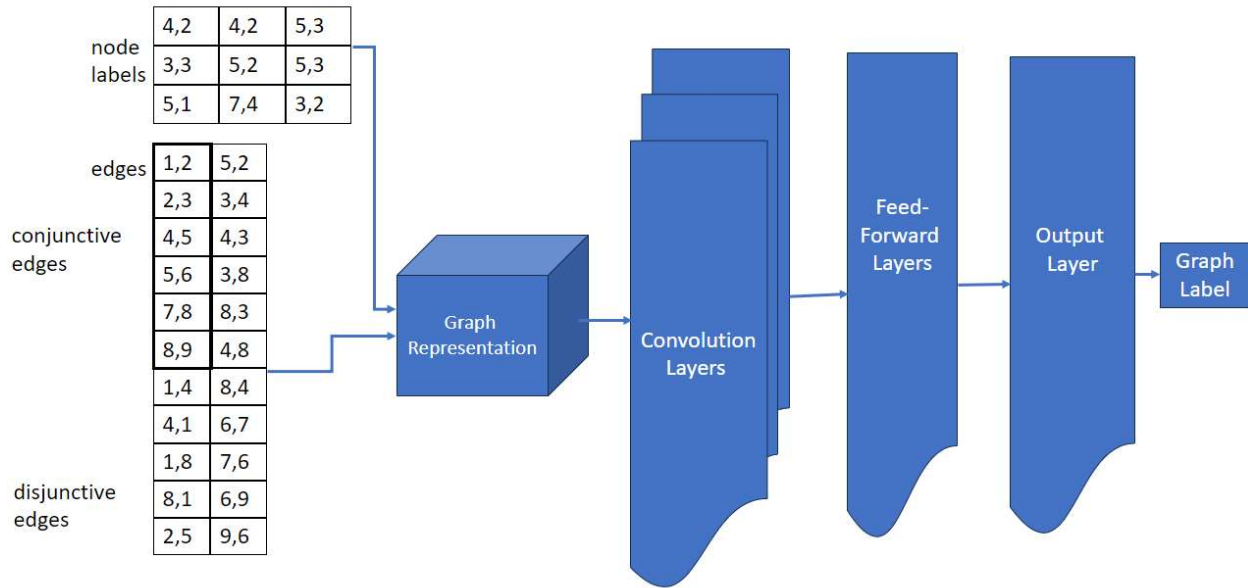 node
labels
4,2 4,2 5,3
3,3 5,2 5,3
5,1 7,4 3,2
edges
conjunctive
edges
disjunctive
edges
1,2 5,2
2,3 3,4
4,5 4,3
5,6 3,8
7,8 8,3
8,9 4,8
1,4 8,4
4,1 6,7
1,8 7,6
8,1 6,9
2,5 9,6
Graph
Representation
Convolution
Layers
Feed-
Forward
Layers
Output
Layer
Graph
Label